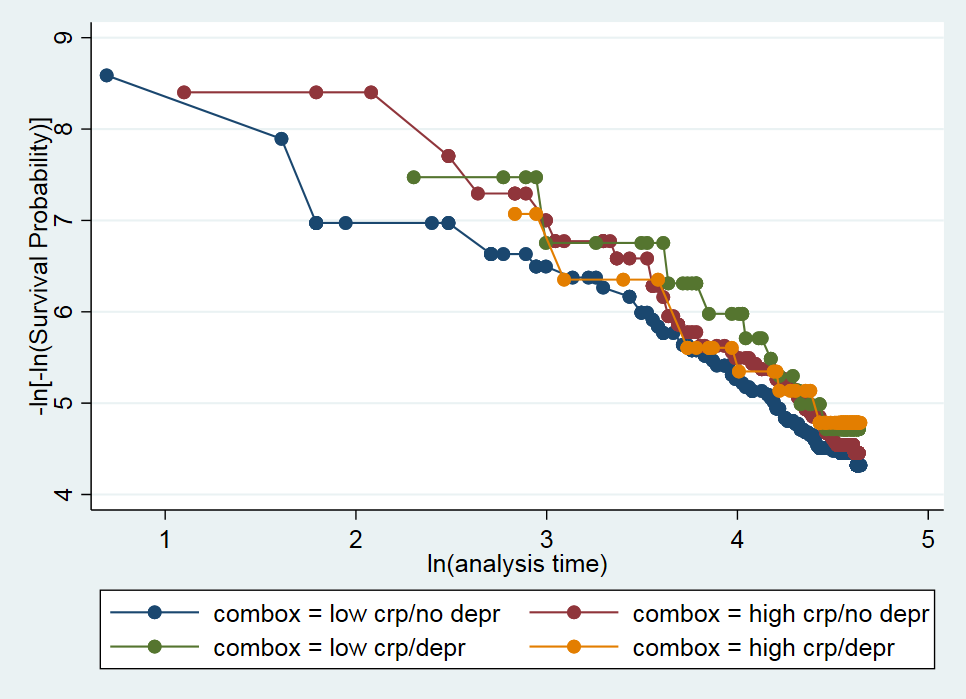 -ln[-ln(Survival Probability)]
9
8
7
6
5
4
1 2 3 4 5
ln(analysis time)
combox = low crp/no depr combox = high crp/no depr
combox = low crp/depr combox = high crp/depr